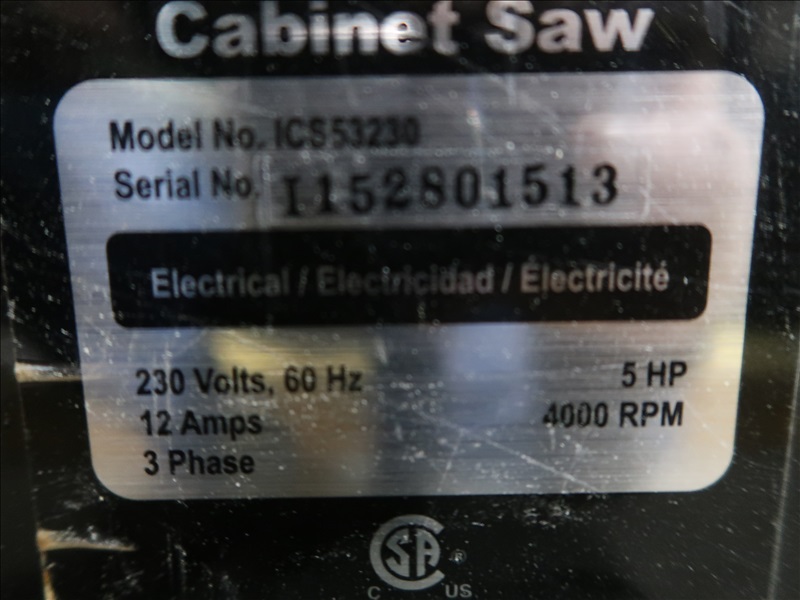 Cabinet Saw
Model No. ICS53230
Serial No. I152801513
Electrical / Electricidad / Électricité
230 Volts, 60 Hz
5 HP
12 Amps
4000 RPM
3 Phase
CSA ®
C US